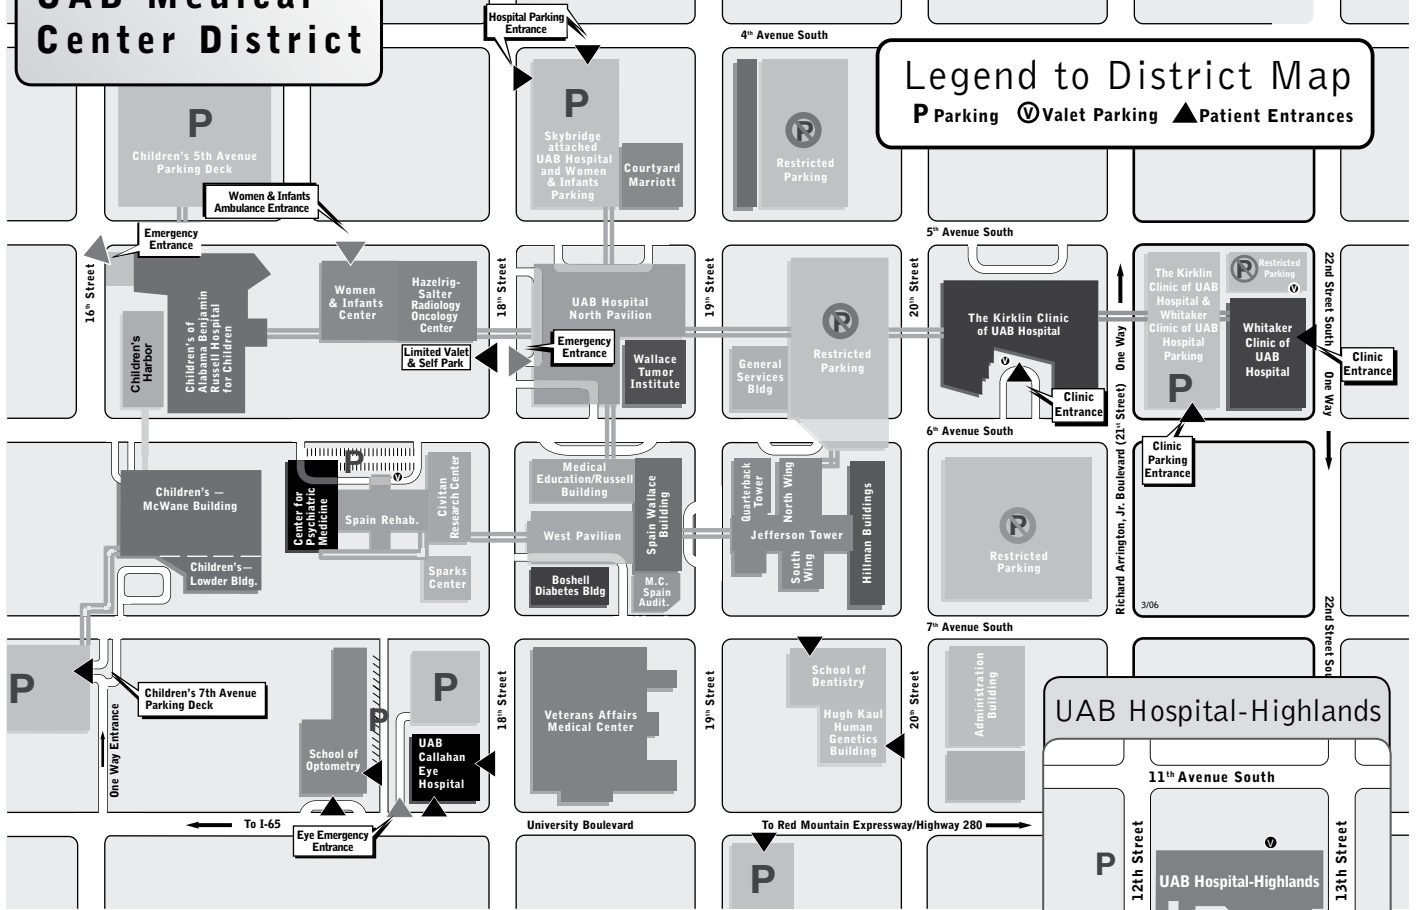 UAB Medical
Center District
Hospital Parking
Entrance
4th Avenue South
Legend to District Map
P Parking
V Valet Parking
Patient Entrances
P
Children's 5th Avenue
Parking Deck
P
Skybridge
attached
UAB Hospital
and Women
& Infants
Parking
Courtyard
Marriott
P
Restricted
Parking
Women & Infants
Ambulance Entrance
Emergency
Entrance
5th Avenue South
16th Street
18th Street
19th Street
20th Street
One Way
22nd Street South
One Way
Children's
Harbor
Children's of
Alabama Benjamin
Russell Hospital
for Children
Women
& Infants
Center
Hazelrig-
Salter
Radiology
Oncology
Center
Limited Valet
& Self Park
UAB Hospital
North Pavilion
Emergency
Entrance
Wallace
Tumor
Institute
General
Services
Bldg
P
Restricted
Parking
The Kirklin Clinic
of UAB Hospital
V
Clinic
Entrance
The Kirklin
Clinic of UAB
Hospital &
Whitaker
Clinic of UAB
Hospital
Parking
P
P
Restricted
Parking
V
Whitaker
Clinic of
UAB
Hospital
Clinic
Entrance
Clinic
Parking
Entrance
6th Avenue South
Richard Arrington, Jr. Boulevard (21st Street)
Children's —
McWane Building
Children's—
Lowder Bldg.
P
V
Center for
Psychiatric
Medicine
Spain Rehab.
Civitan
Research Center
Sparks
Center
Medical
Education/Russell
Building
West Pavilion
Spain Wallace
Building
Boshell
Diabetes Bldg
M.C.
Spain
Audit.
Quarterback
Tower
North Wing
Jefferson Tower
South
Wing
Hillman Buildings
P
Restricted
Parking
3/06
22nd Street Sou
7th Avenue South
P
Children's 7th Avenue
Parking Deck
One Way Entrance
P
School of
Optometry
P
UAB
Callahan
Eye
Hospital
18th Street
Veterans Affairs
Medical Center
19th Street
School of
Dentistry
Hugh Kaul
Human
Genetics
Building
20th Street
Administration
Building
To I-65
Eye Emergency
Entrance
University Boulevard
To Red Mountain Expressway/Highway 280
P
UAB Hospital-Highlands
11th Avenue South
P
12th Street
V
UAB Hospital-Highlands
13th Street